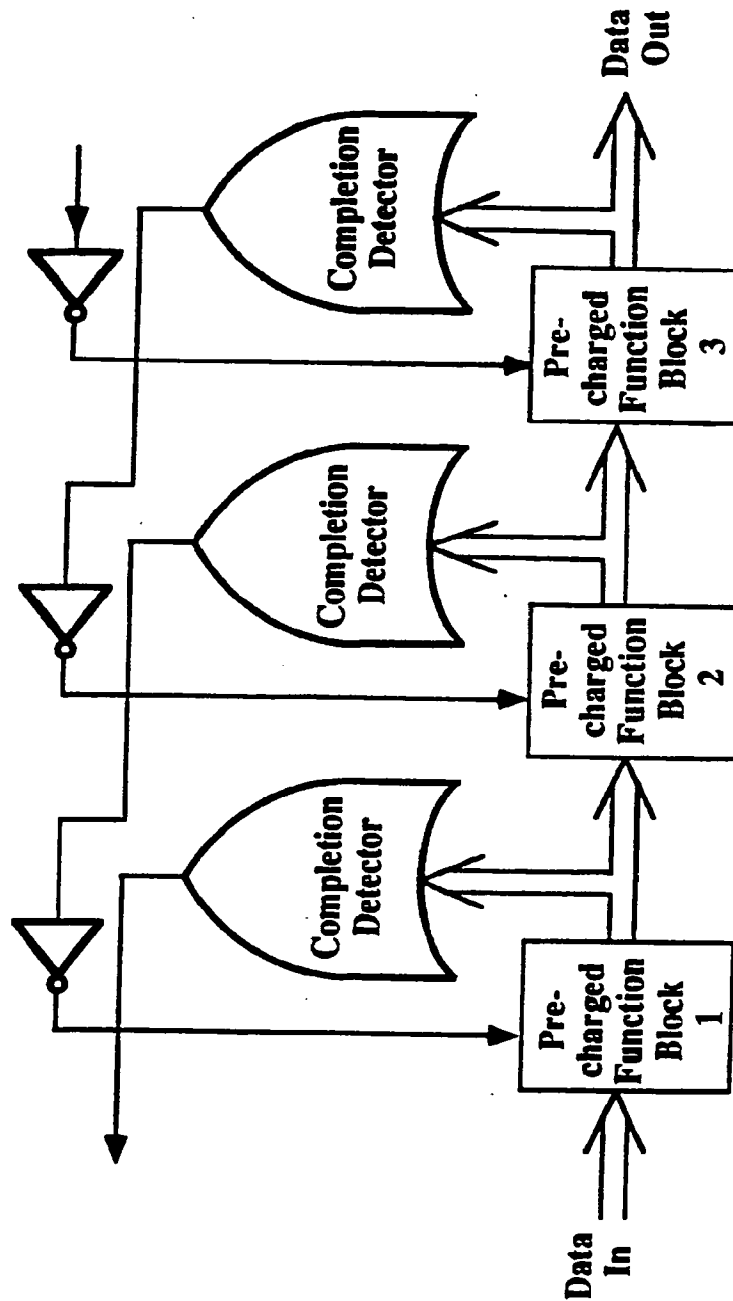 Completion
Detector
Completion
Detector
Completion
Detector
Data
In
Pre-
charged
Function
Block
1
Pre-
charged
Function
Block
2
Pre-
charged
Function
Block
3
Data
Out